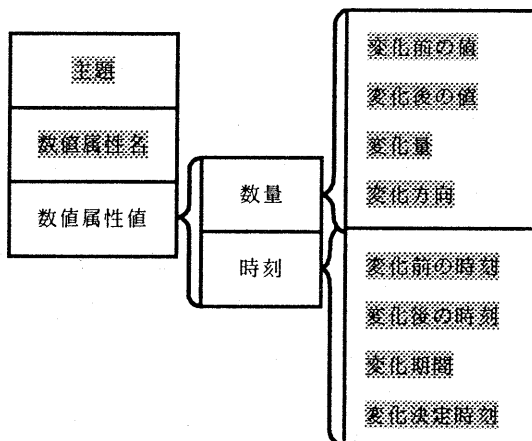 主題
数値属性名
数値属性値
数量
時刻
変化前の値
変化後の値
変化量
変化方向
変化前の時刻
変化後の時刻
変化期間
変化決定時刻